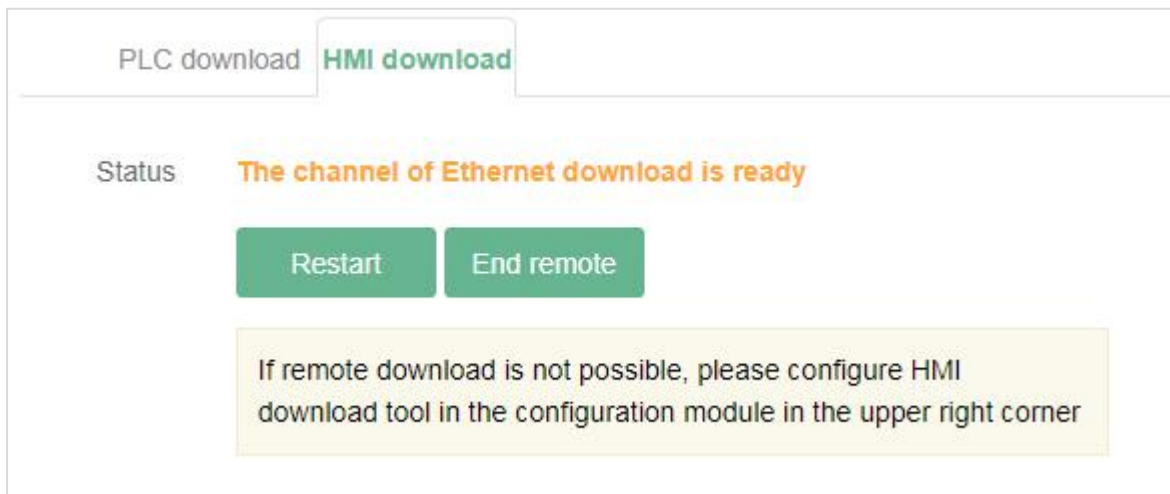 PLC download HMI download
Status The channel of Ethernet download is ready
Restart End remote
If remote download is not possible, please configure HMI
download tool in the configuration module in the upper right corner